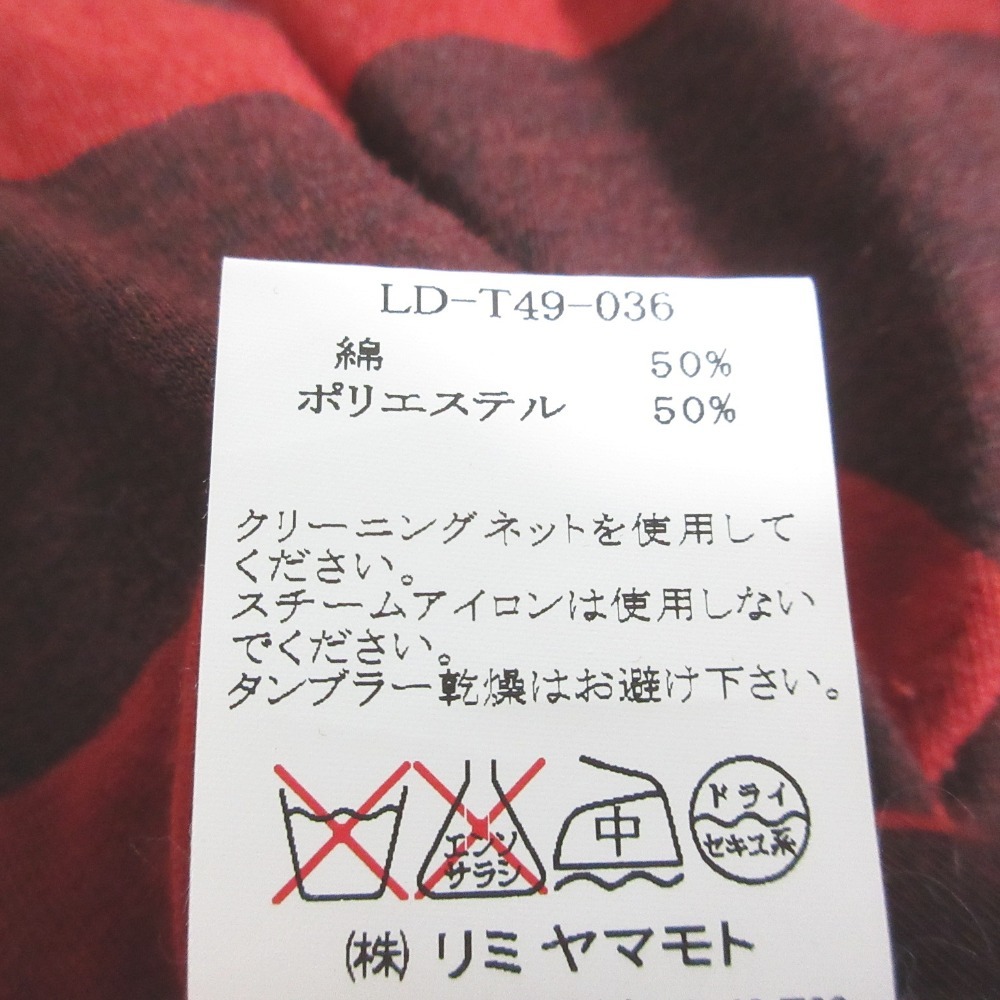 LD-T49-036
綿 50%
ポリエステル 50%
クリーニングネットを使用して
ください。
スチームアイロンは使用しない
でください。
タンブラー乾燥はお避け下さい。
エンソ
サラシ
中
ドライ
セキユ系
(株) リミ ヤマモト